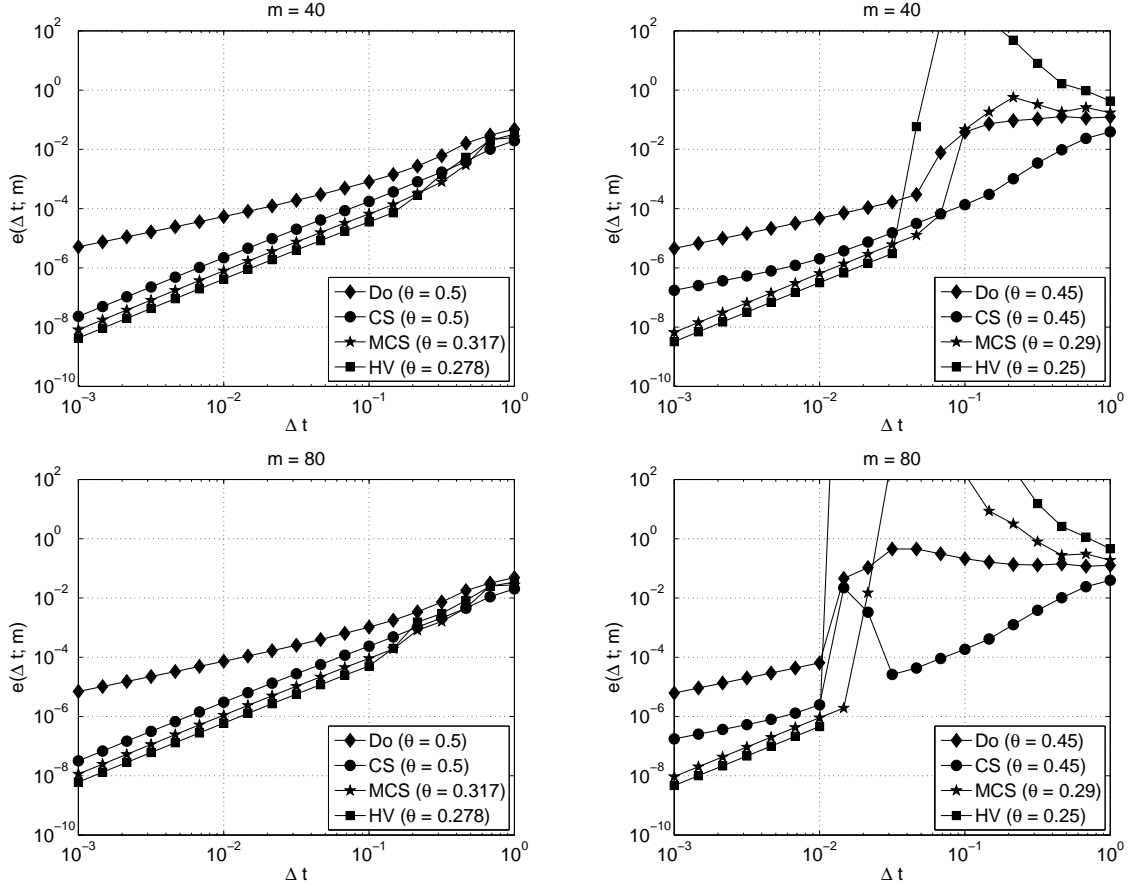 m = 40
e(Δ t; m)
10^2
10^0
10^−2
10^−4
10^−6
10^−8
10^−10
Do (θ = 0.5)
CS (θ = 0.5)
MCS (θ = 0.317)
HV (θ = 0.278)
10^−3
10^−2
10^−1
10^0
Δ t
m = 40
e(Δ t; m)
10^2
10^0
10^−2
10^−4
10^−6
10^−8
10^−10
Do (θ = 0.45)
CS (θ = 0.45)
MCS (θ = 0.29)
HV (θ = 0.25)
10^−3
10^−2
10^−1
10^0
Δ t
m = 80
e(Δ t; m)
10^2
10^0
10^−2
10^−4
10^−6
10^−8
10^−10
Do (θ = 0.5)
CS (θ = 0.5)
MCS (θ = 0.317)
HV (θ = 0.278)
10^−3
10^−2
10^−1
10^0
Δ t
m = 80
e(Δ t; m)
10^2
10^0
10^−2
10^−4
10^−6
10^−8
10^−10
Do (θ = 0.45)
CS (θ = 0.45)
MCS (θ = 0.29)
HV (θ = 0.25)
10^−3
10^−2
10^−1
10^0
Δ t